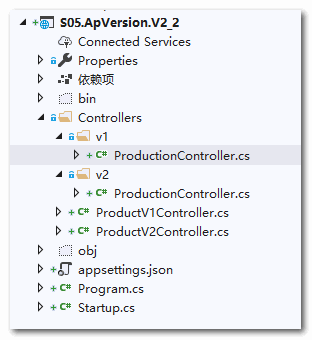 S05.ApVersion.V2_2
Connected Services
Properties
依赖项
bin
Controllers
v1
C# ProductionController.cs
v2
C# ProductionController.cs
C# ProductV1Controller.cs
C# ProductV2Controller.cs
obj
appsettings.json
C# Program.cs
C# Startup.cs